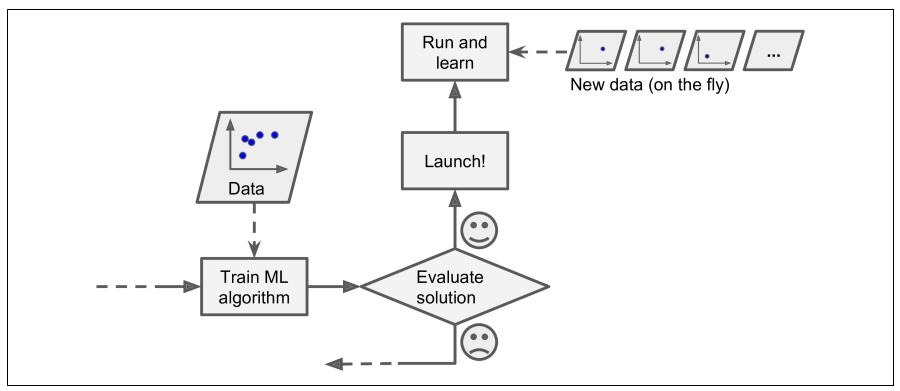 Run and
learn
...
New data (on the fly)
Launch!
Data
Train ML
algorithm
Evaluate
solution